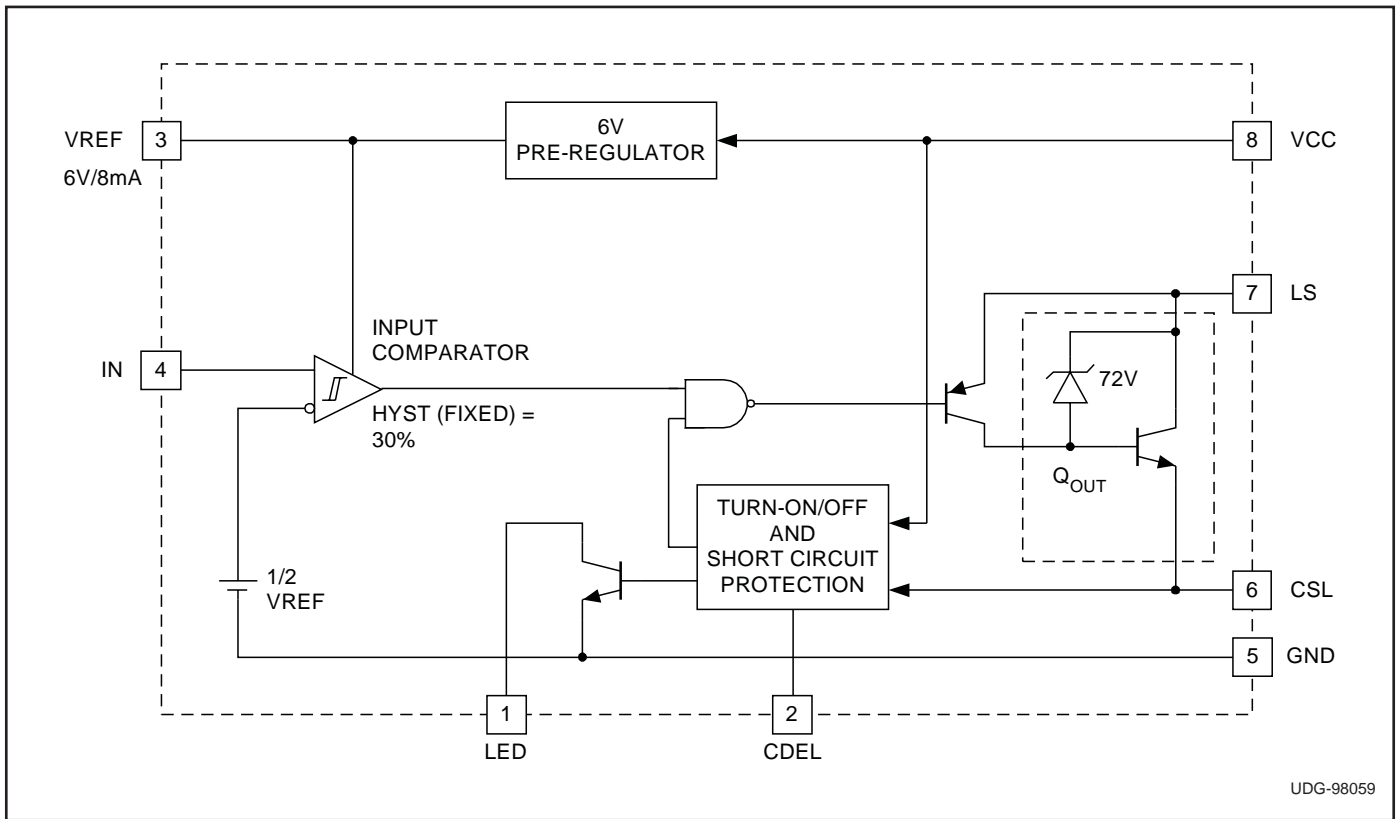 6V
PRE-REGULATOR
VREF
3
6V/8mA
8
VCC
7
LS
INPUT
COMPARATOR
IN
4
72V
HYST (FIXED) =
30%
QOUT
TURN-ON/OFF
AND
SHORT CIRCUIT
PROTECTION
1/2
VREF
6
CSL
5
GND
1
LED
2
CDEL
UDG-98059